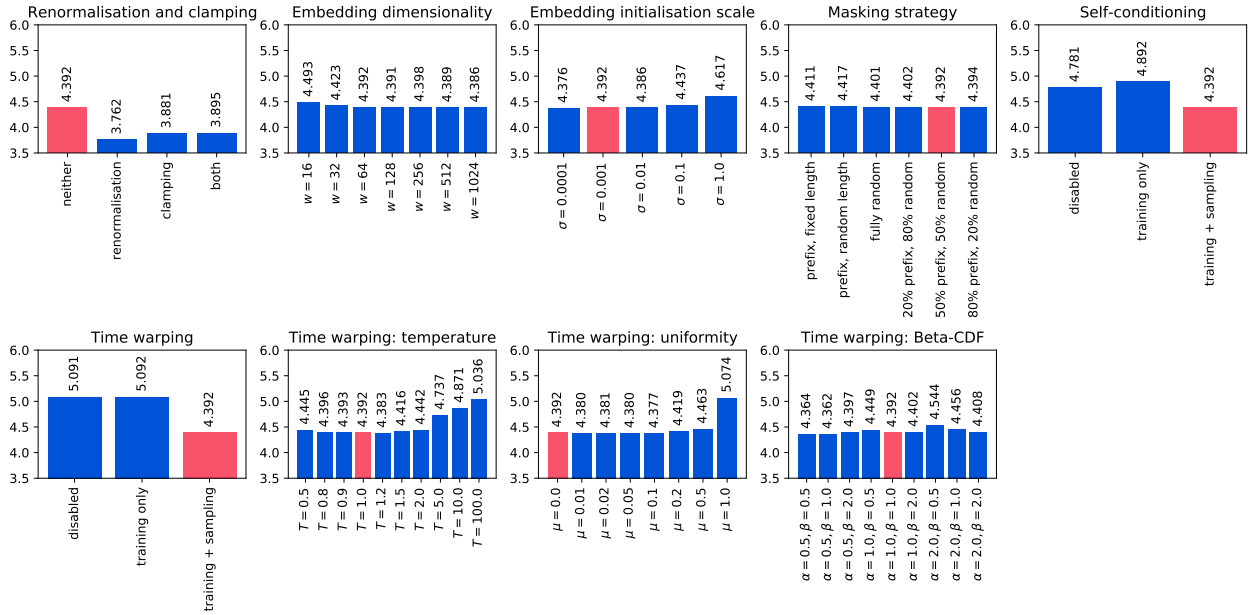 Renormalisation and clamping
6.0
5.5
5.0
4.5
4.0
3.5
4.392
3.762
3.881
3.895
neither
renormalisation
clamping
both
Embedding dimensionality
6.0
5.5
5.0
4.5
4.0
3.5
4.493
4.423
4.392
4.391
4.398
4.389
4.386
w = 16
w = 32
w = 64
w = 128
w = 256
w = 512
w = 1024
Embedding initialisation scale
6.0
5.5
5.0
4.5
4.0
3.5
4.376
4.392
4.386
4.437
4.617
σ = 0.0001
σ = 0.001
σ = 0.01
σ = 0.1
σ = 1.0
Masking strategy
6.0
5.5
5.0
4.5
4.0
3.5
4.411
4.417
4.401
4.402
4.392
4.394
prefix, fixed length
prefix, random length
fully random
20% prefix, 80% random
50% prefix, 50% random
80% prefix, 20% random
Self-conditioning
6.0
5.5
5.0
4.5
4.0
3.5
4.781
4.892
4.392
disabled
training only
training + sampling
Time warping
6.0
5.5
5.0
4.5
4.0
3.5
5.091
5.092
4.392
disabled
training only
training + sampling
Time warping: temperature
6.0
5.5
5.0
4.5
4.0
3.5
4.445
4.396
4.393
4.392
4.383
4.416
4.442
4.737
4.871
5.036
T = 0.5
T = 0.8
T = 0.9
T = 1.0
T = 1.2
T = 1.5
T = 2.0
T = 5.0
T = 10.0
T = 100.0
Time warping: uniformity
6.0
5.5
5.0
4.5
4.0
3.5
4.392
4.380
4.381
4.380
4.377
4.419
4.463
5.074
μ = 0.0
μ = 0.01
μ = 0.02
μ = 0.05
μ = 0.1
μ = 0.2
μ = 0.5
μ = 1.0
Time warping: Beta-CDF
6.0
5.5
5.0
4.5
4.0
3.5
4.364
4.362
4.397
4.449
4.392
4.402
4.544
4.456
4.408
α = 0.5, β = 0.5
α = 0.5, β = 1.0
α = 0.5, β = 2.0
α = 1.0, β = 0.5
α = 1.0, β = 1.0
α = 1.0, β = 2.0
α = 2.0, β = 0.5
α = 2.0, β = 1.0
α = 2.0, β = 2.0